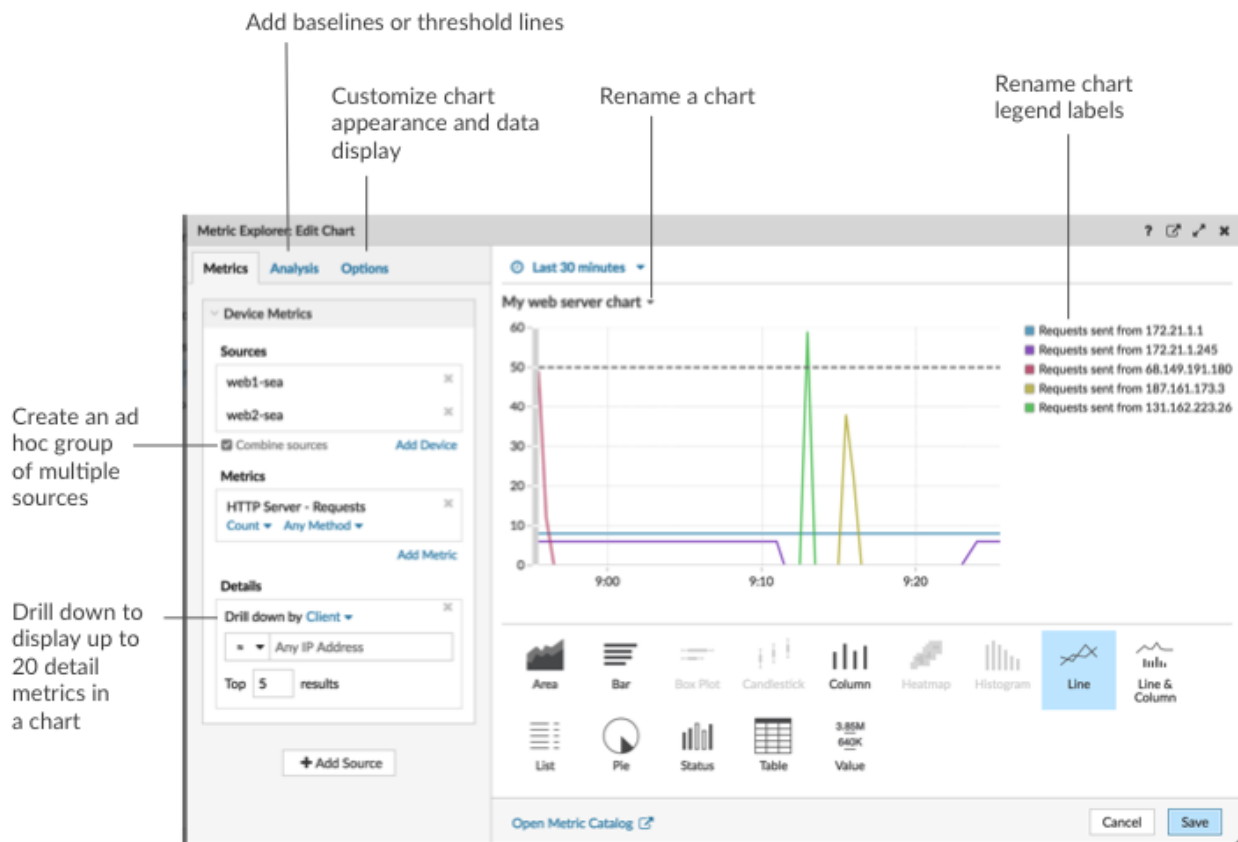 Add baselines or threshold lines
Customize chart
appearance and data
display
Rename a chart
Rename chart
legend labels
Metric Explorer: Edit Chart
?
Metrics
Analysis
Options
Last 30 minutes
My web server chart
Device Metrics
Sources
web1-sea
web2-sea
Combine sources
Add Device
Create an ad
hoc group
of multiple
sources
Metrics
HTTP Server - Requests
Count
Any Method
Add Metric
Details
Drill down by Client
≈
Any IP Address
Top 5 results
Drill down to
display up to
20 detail
metrics in
a chart
+ Add Source
60
50
40
30
20
10
0
9:00
9:10
9:20
Requests sent from 172.21.1.1
Requests sent from 172.21.1.245
Requests sent from 68.149.191.180
Requests sent from 187.161.173.3
Requests sent from 131.162.223.26
Area
Bar
Box Plot
Candlestick
Column
Heatmap
Histogram
Line
Line &
Column
List
Pie
Status
Table
3.85M
640K
Value
Open Metric Catalog
Cancel
Save